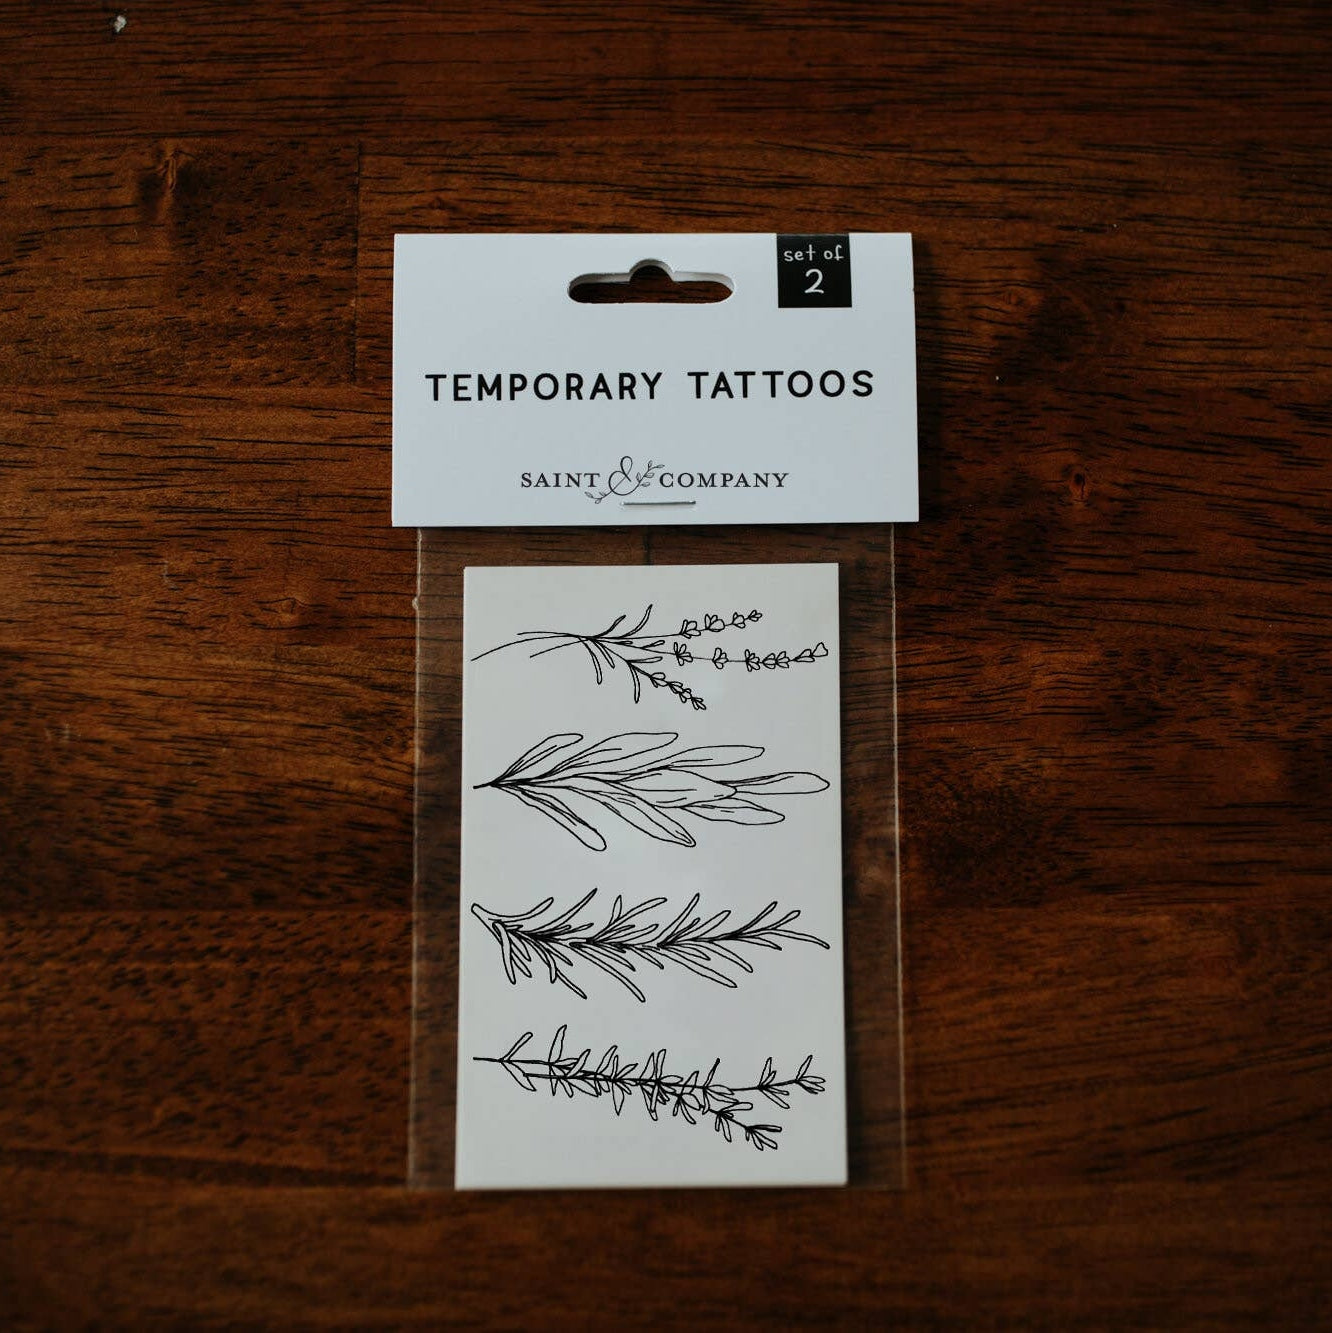 set of
2
TEMPORARY TATTOOS
SAINT & COMPANY